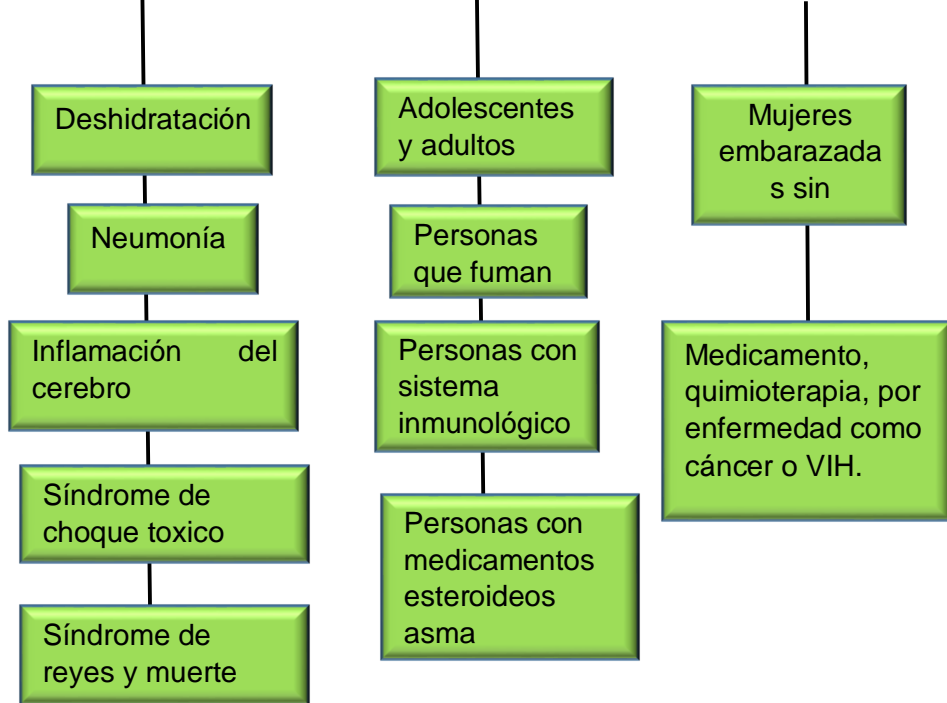 Deshidratación
Neumonía
Inflamación del
cerebro
Síndrome de
choque toxico
Síndrome de
reyes y muerte
Adolescentes
y adultos
Personas
que fuman
Personas con
sistema
inmunológico
Personas con
medicamentos
esteroideos
asma
Mujeres
embarazada
s sin
Medicamento,
quimioterapia, por
enfermedad como
cáncer o VIH.